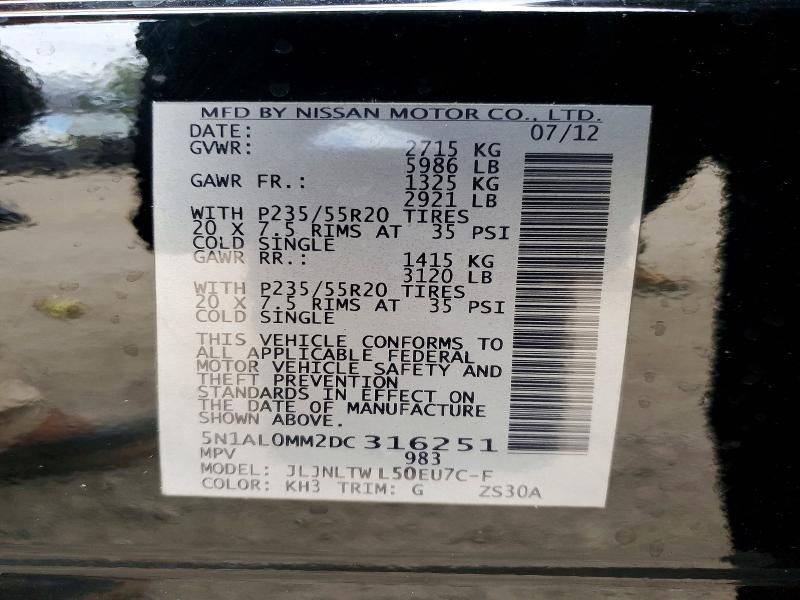 MFD BY NISSAN MOTOR CO., LTD.
DATE: 07/12
GVWR: 2715 KG
5986 LB
GAWR FR.: 1325 KG
2921 LB
WITH P235/55R20 TIRES
20 X 7.5 RIMS AT 35 PSI
COLD SINGLE
GAWR RR.: 1415 KG
3120 LB
WITH P235/55R20 TIRES
20 X 7.5 RIMS AT 35 PSI
COLD SINGLE
THIS VEHICLE CONFORMS TO
ALL APPLICABLE FEDERAL
MOTOR VEHICLE SAFETY AND
THEFT PREVENTION
STANDARDS IN EFFECT ON
THE DATE OF MANUFACTURE
SHOWN ABOVE.
5N1AL0MM2DC316251
MPV 983
MODEL: JLJNLTW L50EU7C-F
COLOR: KH3 TRIM: G ZS30A